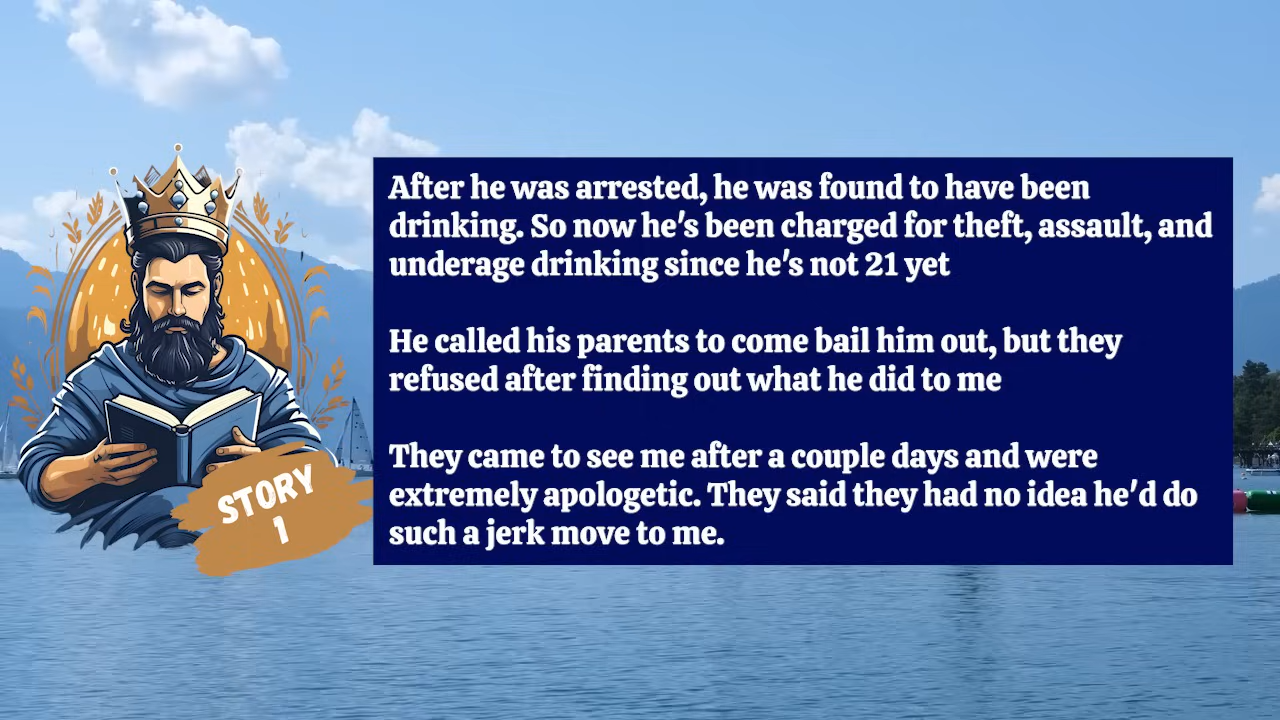 After he was arrested, he was found to have been
drinking. So now he's been charged for theft, assault, and
underage drinking since he's not 21 yet
He called his parents to come bail him out, but they
refused after finding out what he did to me
They came to see me after a couple days and were
extremely apologetic. They said they had no idea he'd do
such a jerk move to me.
STORY
1